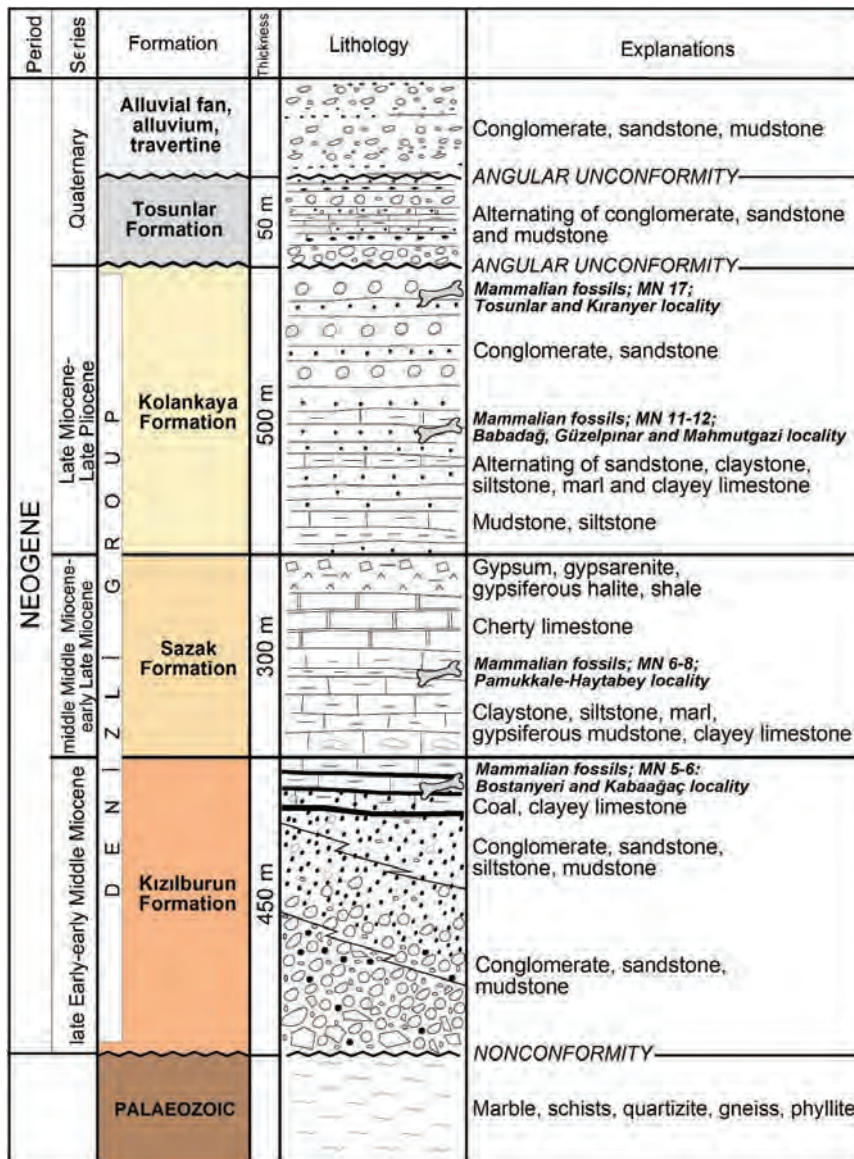 Period
Series
Formation
Thickness
Lithology
Explanations
NEOGENE
Quaternary
Alluvial fan,
alluvium,
travertine
Conglomerate, sandstone, mudstone
ANGULAR UNCONFORMITY
Tosunlar
Formation
50 m
Alternating of conglomerate, sandstone
and mudstone
ANGULAR UNCONFORMITY
DENİZLİ GROUP
Late Miocene-
Late Pliocene
Kolankaya
Formation
500 m
Mammalian fossils; MN 17;
Tosunlar and Kıranyer locality
Conglomerate, sandstone
Mammalian fossils; MN 11-12;
Babadağ, Güzelpınar and Mahmutgazi locality
Alternating of sandstone, claystone,
siltstone, marl and clayey limestone
Mudstone, siltstone
middle Middle Miocene-
early Late Miocene
Sazak
Formation
300 m
Gypsum, gypsarenite,
gypsiferous halite, shale
Cherty limestone
Mammalian fossils; MN 6-8;
Pamukkale-Haytabey locality
Claystone, siltstone, marl,
gypsiferous mudstone, clayey limestone
late Early-early Middle Miocene
Kızılburun
Formation
450 m
Mammalian fossils; MN 5-6:
Bostanyeri and Kabaağaç locality
Coal, clayey limestone
Conglomerate, sandstone,
siltstone, mudstone
Conglomerate, sandstone,
mudstone
NONCONFORMITY
PALAEOZOIC
Marble, schists, quartizite, gneiss, phyllite